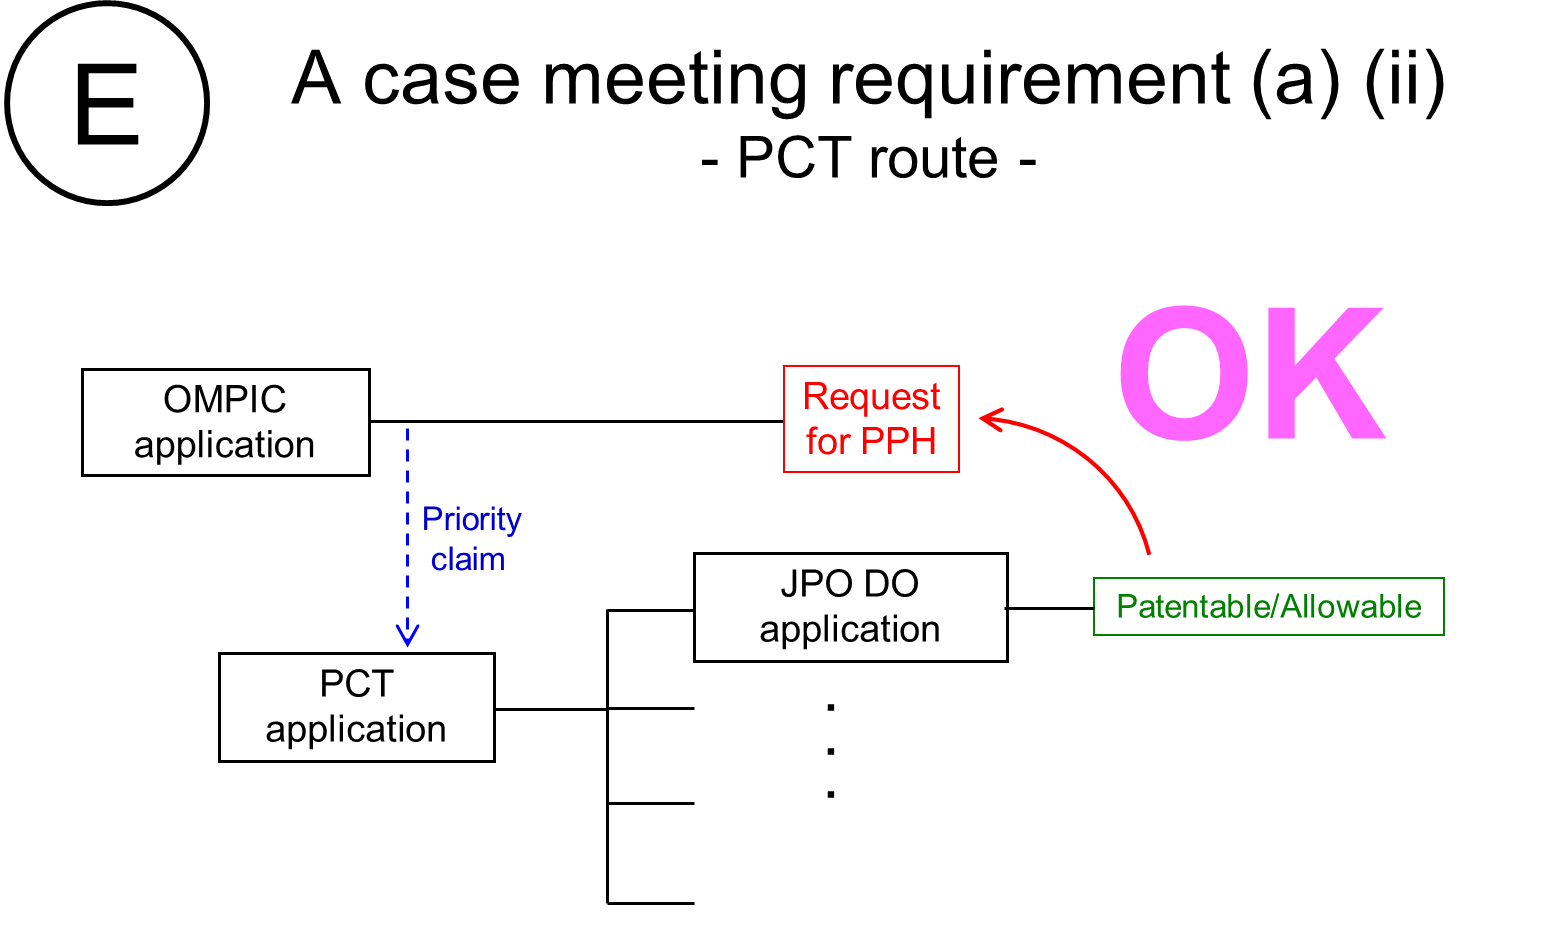 E
A case meeting requirement (a) (ii)
- PCT route -
OK
OMPIC
application
Request
for PPH
Priority
claim
JPO DO
application
Patentable/Allowable
PCT
application
.
.
.